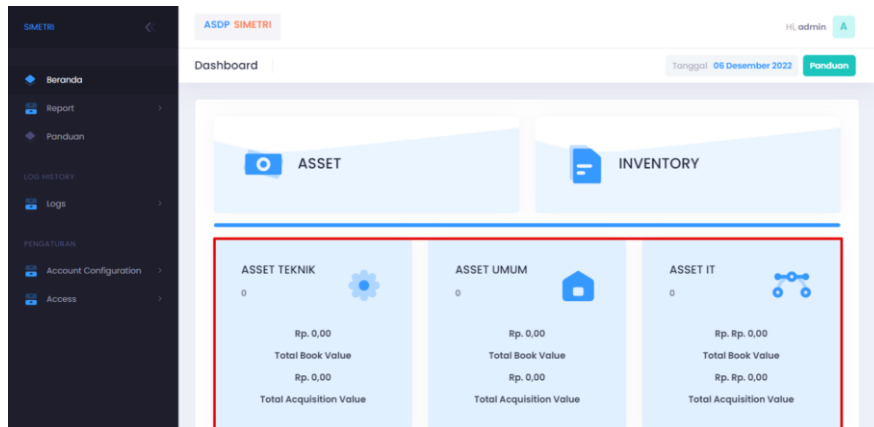 SIMETRI
ASDP SIMETRI
Hi, admin A
Dashboard
Tanggal 06 Desember 2022 Panduan
Beranda
Report
Panduan
LOG HISTORY
Logs
PENGATURAN
Account Configuration
Access
ASSET
INVENTORY
ASSET TEKNIK
0
Rp. 0,00
Total Book Value
Rp. 0,00
Total Acquisition Value
ASSET UMUM
0
Rp. 0,00
Total Book Value
Rp. 0,00
Total Acquisition Value
ASSET IT
0
Rp. Rp. 0,00
Total Book Value
Rp. Rp. 0,00
Total Acquisition Value